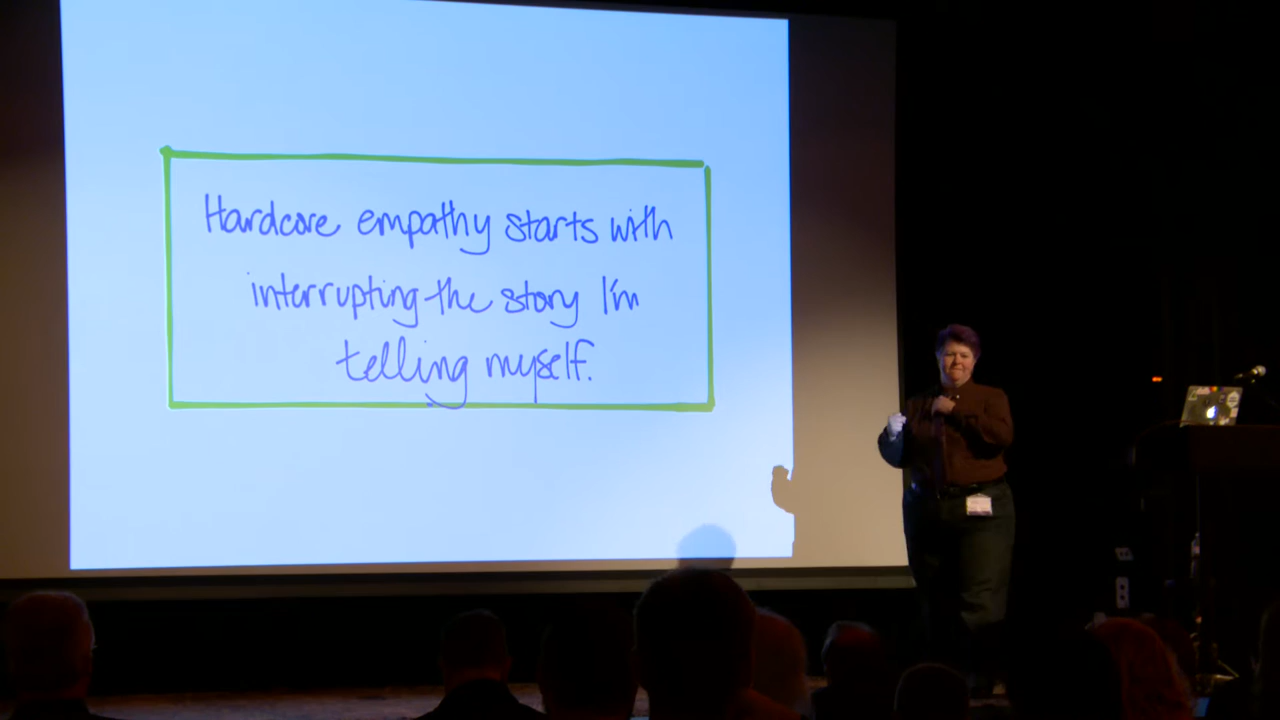 Hardcore empathy starts with
interrupting the story I'm
telling myself.